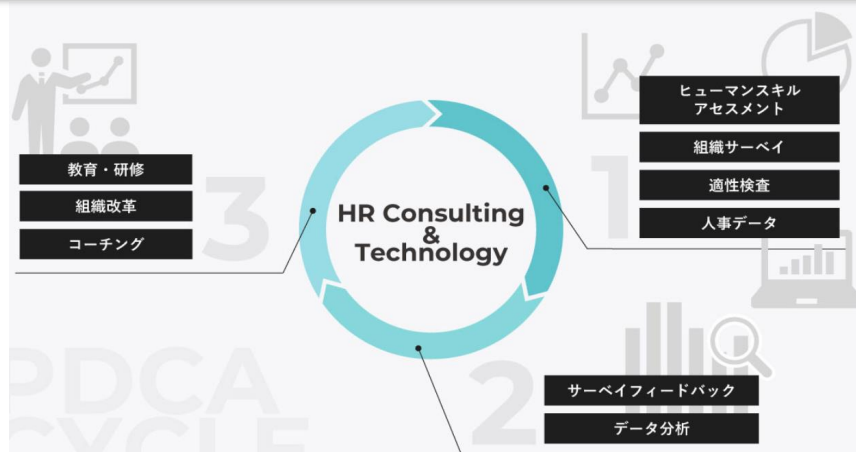 HR Consulting
&
Technology
1
ヒューマンスキル
アセスメント
組織サーベイ
適性検査
人事データ
2
サーベイフィードバック
データ分析
3
教育・研修
組織改革
コーチング
PDCA
CYCLE